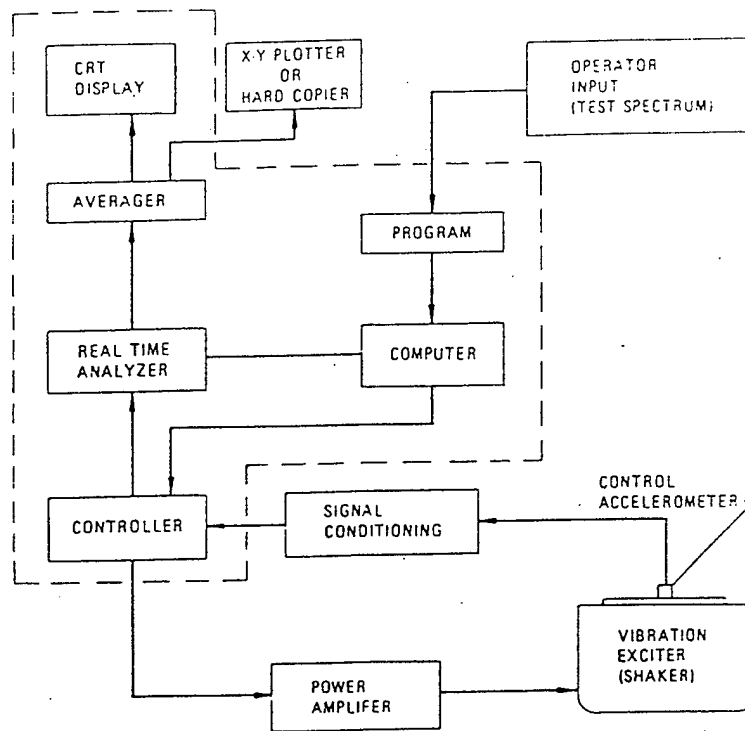 CRT
DISPLAY
X-Y PLOTTER
OR
HARD COPIER
OPERATOR
INPUT
(TEST SPECTRUM)
AVERAGER
PROGRAM
REAL TIME
ANALYZER
COMPUTER
CONTROL
ACCELEROMETER
CONTROLLER
SIGNAL
CONDITIONING
VIBRATION
EXCITER
(SHAKER)
POWER
AMPLIFER